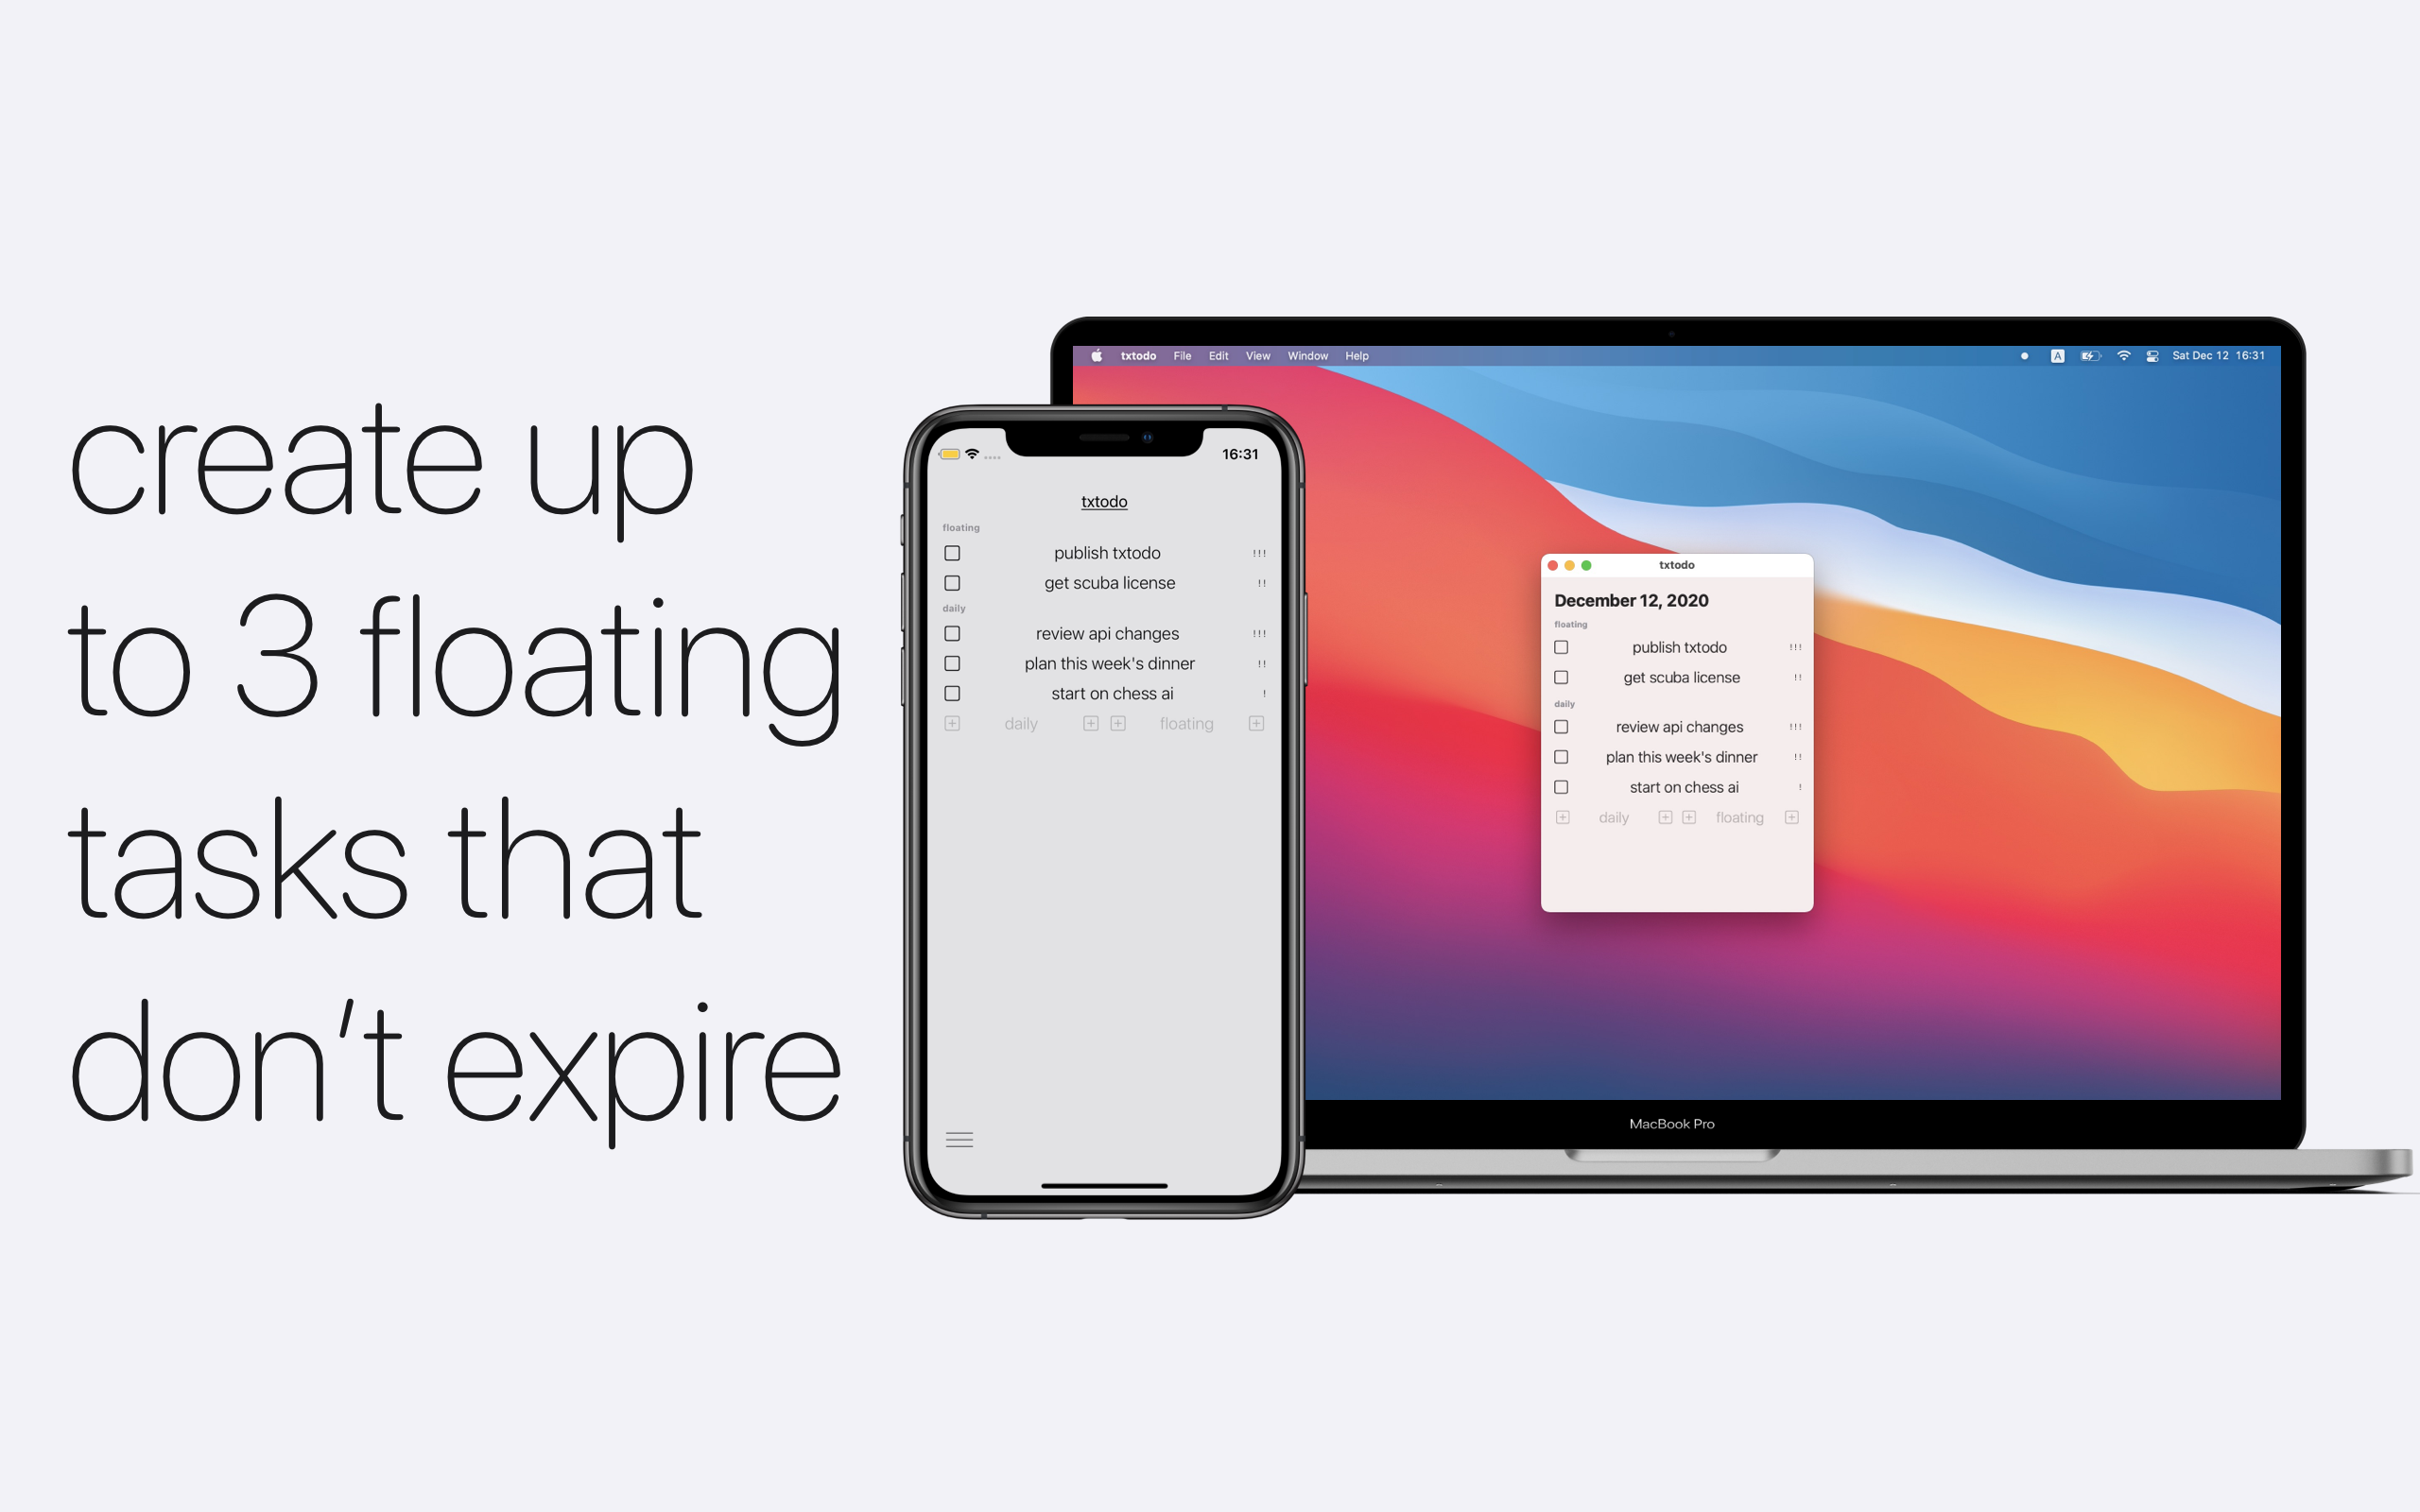 create up
to 3 floating
tasks that
don't expire
16:31
txtodo
floating
publish txtodo !!!
get scuba license !!
daily
review api changes !!!
plan this week's dinner !!
start on chess ai !
daily floating
txtodo File Edit View Window Help A Sat Dec 12 16:31
txtodo
December 12, 2020
floating
publish txtodo !!!
get scuba license !!
daily
review api changes !!!
plan this week's dinner !!
start on chess ai !
daily floating
MacBook Pro